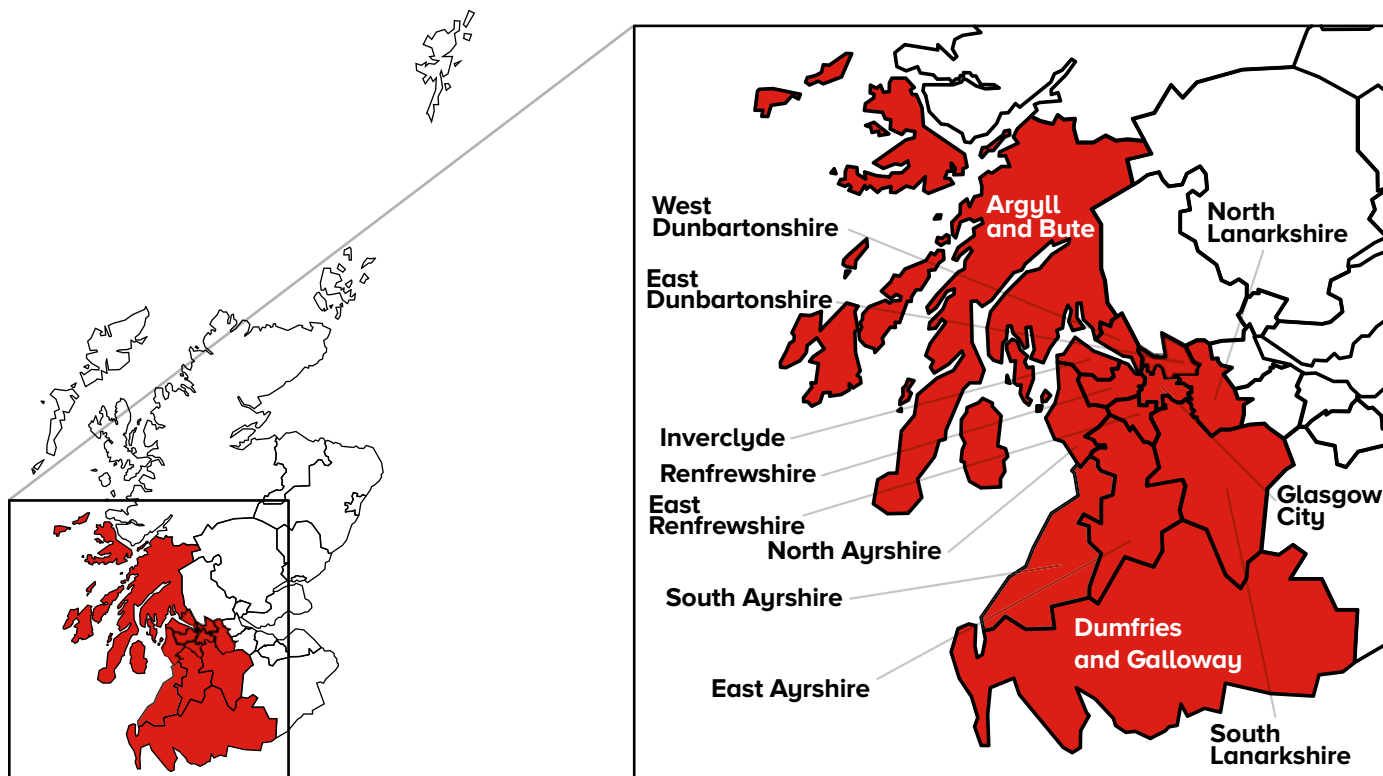 West
Dunbartonshire
Argyll
and Bute
North
Lanarkshire
East
Dunbartonshire
Inverclyde
Renfrewshire
East
Renfrewshire
Glasgow
City
North Ayrshire
South Ayrshire
Dumfries
and Galloway
East Ayrshire
South
Lanarkshire